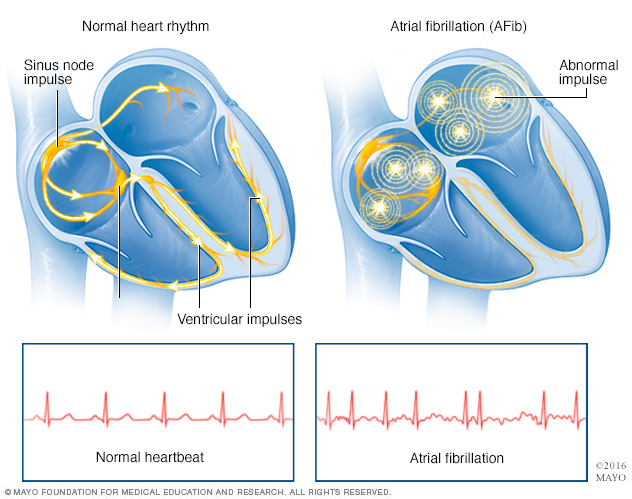 Normal heart rhythm
Atrial fibrillation (AFib)
Sinus node
impulse
Abnormal
impulse
Ventricular impulses
Normal heartbeat
Atrial fibrillation
©2016
MAYO
© MAYO FOUNDATION FOR MEDICAL EDUCATION AND RESEARCH. ALL RIGHTS RESERVED.